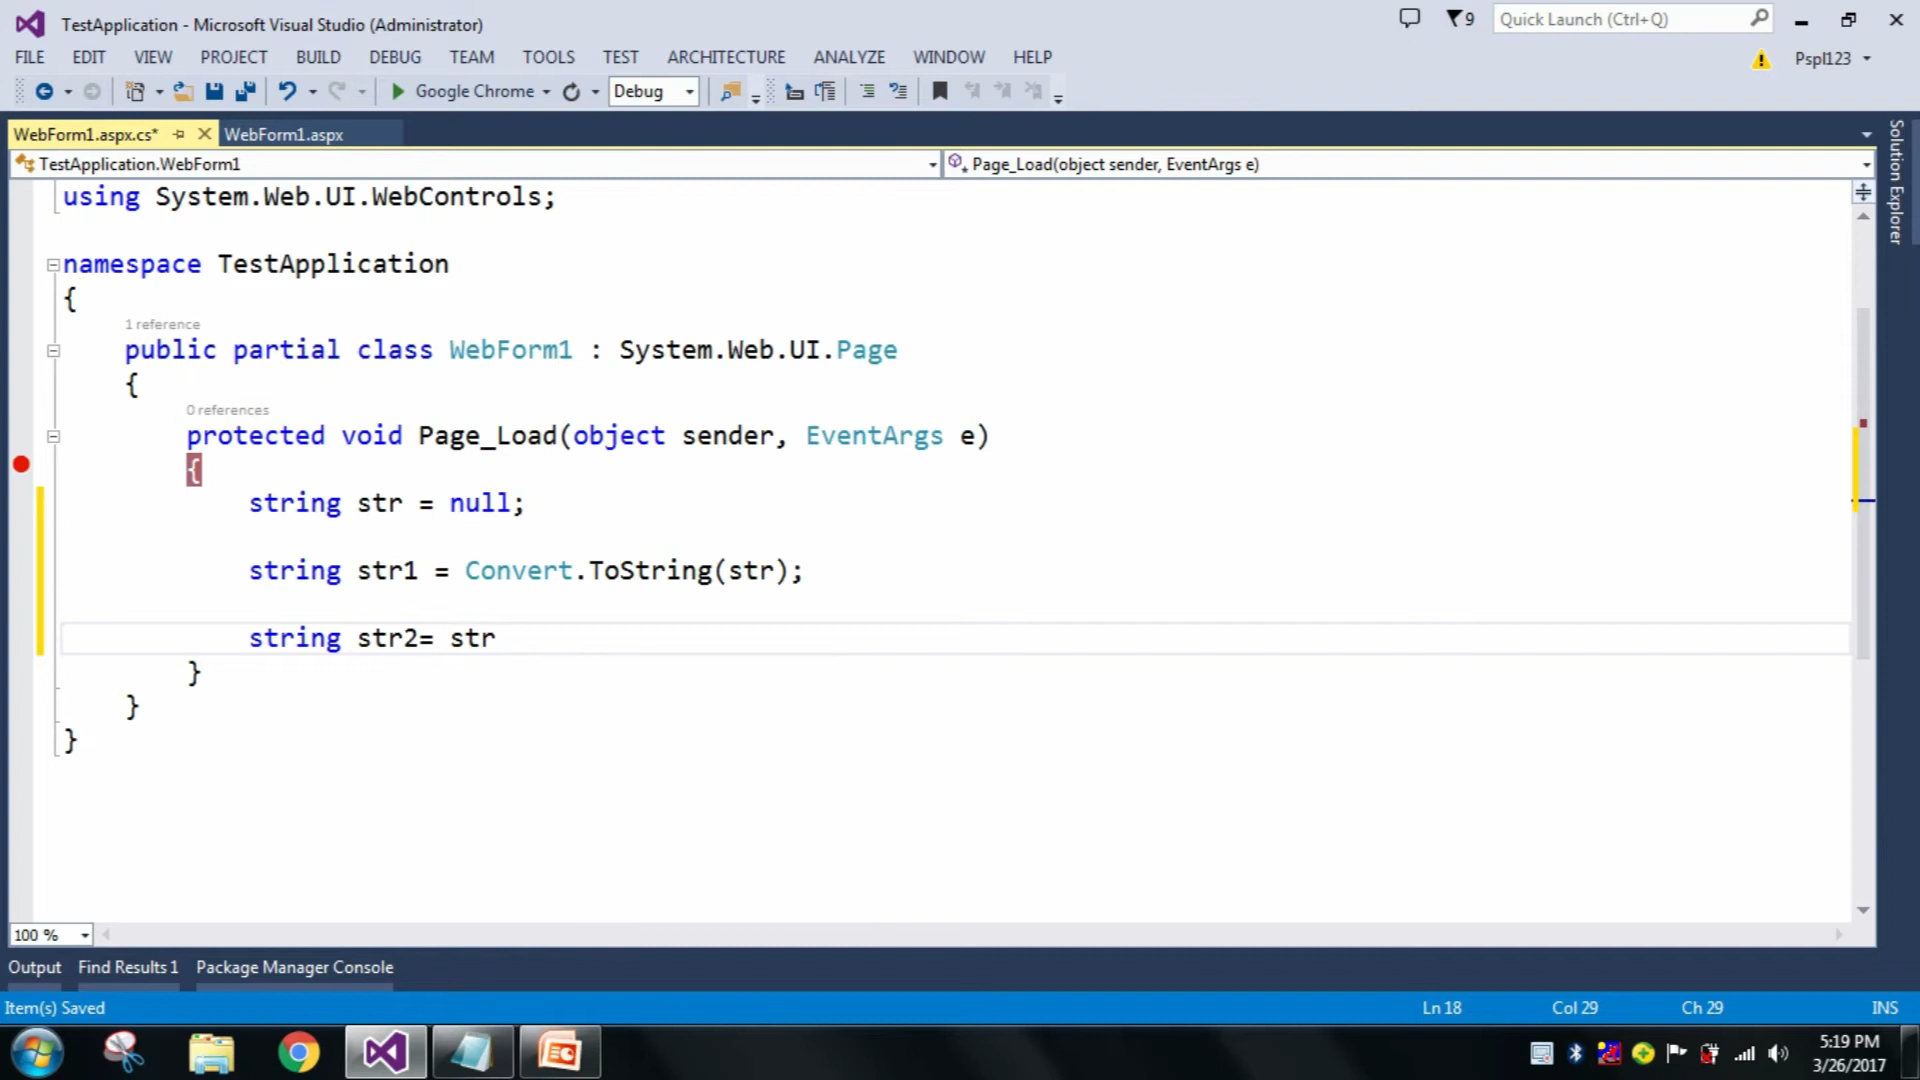 TestApplication - Microsoft Visual Studio (Administrator)
9
Quick Launch (Ctrl+Q)
FILE EDIT VIEW PROJECT BUILD DEBUG TEAM TOOLS TEST ARCHITECTURE ANALYZE WINDOW HELP
Pspl123
Google Chrome
Debug
WebForm1.aspx.cs*
WebForm1.aspx
Solution Explorer
TestApplication.WebForm1
Page_Load(object sender, EventArgs e)
using System.Web.UI.WebControls;
namespace TestApplication
{
1 reference
public partial class WebForm1 : System.Web.UI.Page
{
0 references
protected void Page_Load(object sender, EventArgs e)
{
string str = null;
string str1 = Convert.ToString(str);
string str2= str
}
}
}
100 %
Output Find Results 1 Package Manager Console
Item(s) Saved
Ln 18 Col 29 Ch 29 INS
5:19 PM
3/26/2017